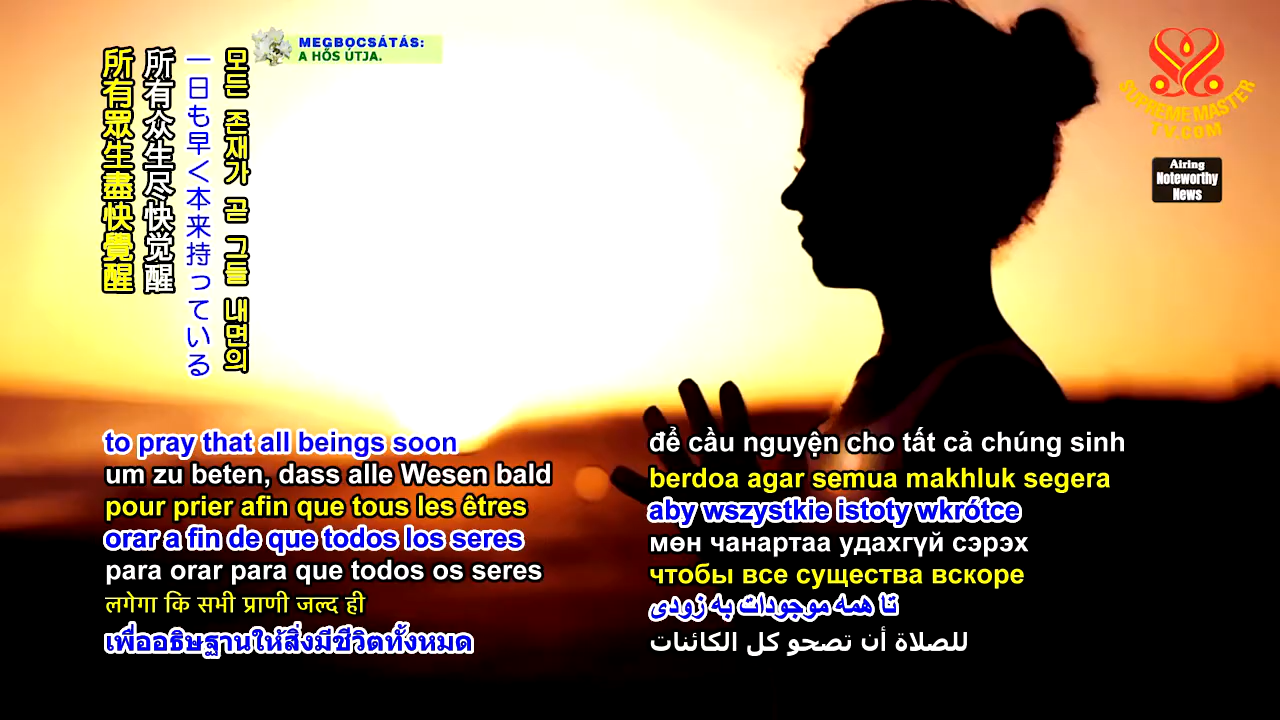 MEGBOCSÁTÁS:
A HŐS ÚTJA.
SUPREME MASTER
TV.COM
Airing
Noteworthy
News
모든 존재가 곧 그들 내면의
一日も早く本来持っている
所有众生尽快觉醒
所有眾生盡快覺醒
to pray that all beings soon
um zu beten, dass alle Wesen bald
pour prier afin que tous les êtres
orar a fin de que todos los seres
para orar para que todos os seres
लगेगा कि सभी प्राणी जल्द ही
เพื่ออธิษฐานให้สิ่งมีชีวิตทั้งหมด
để cầu nguyện cho tất cả chúng sinh
berdoa agar semua makhluk segera
aby wszystkie istoty wkrótce
мөн чанартаа удахгүй сэрэх
чтобы все существа вскоре
تا همه موجودات به زودی
للصلاة أن تصحو كل الكائنات